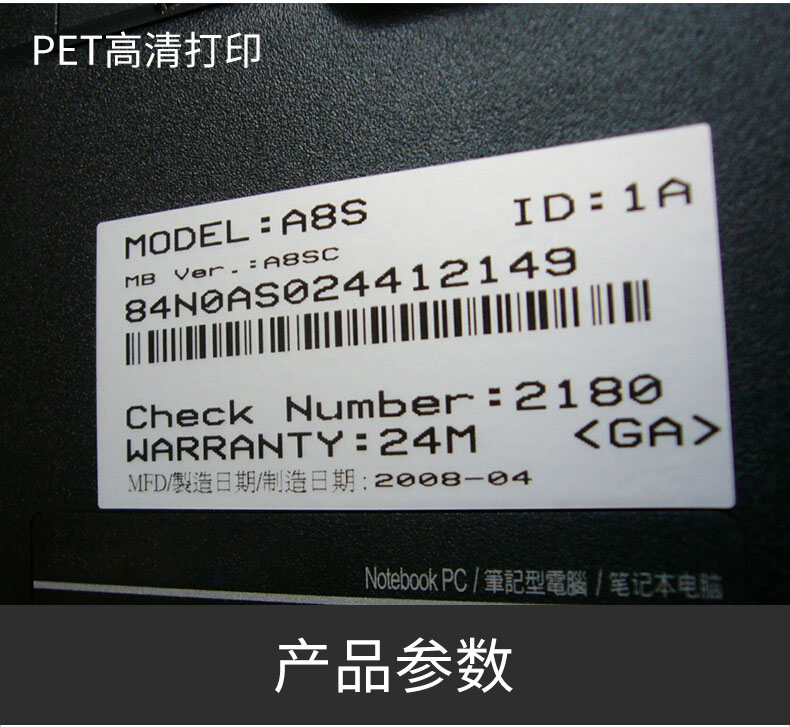 PET高清打印
MODEL:A8S ID:1A
MB Ver.:A8SC
84N0AS024412149
Check Number:2180
WARRANTY:24M <GA>
MFD/製造日期/制造日期:2008-04
Notebook PC / 筆記型電腦 / 笔记本电脑
产品参数